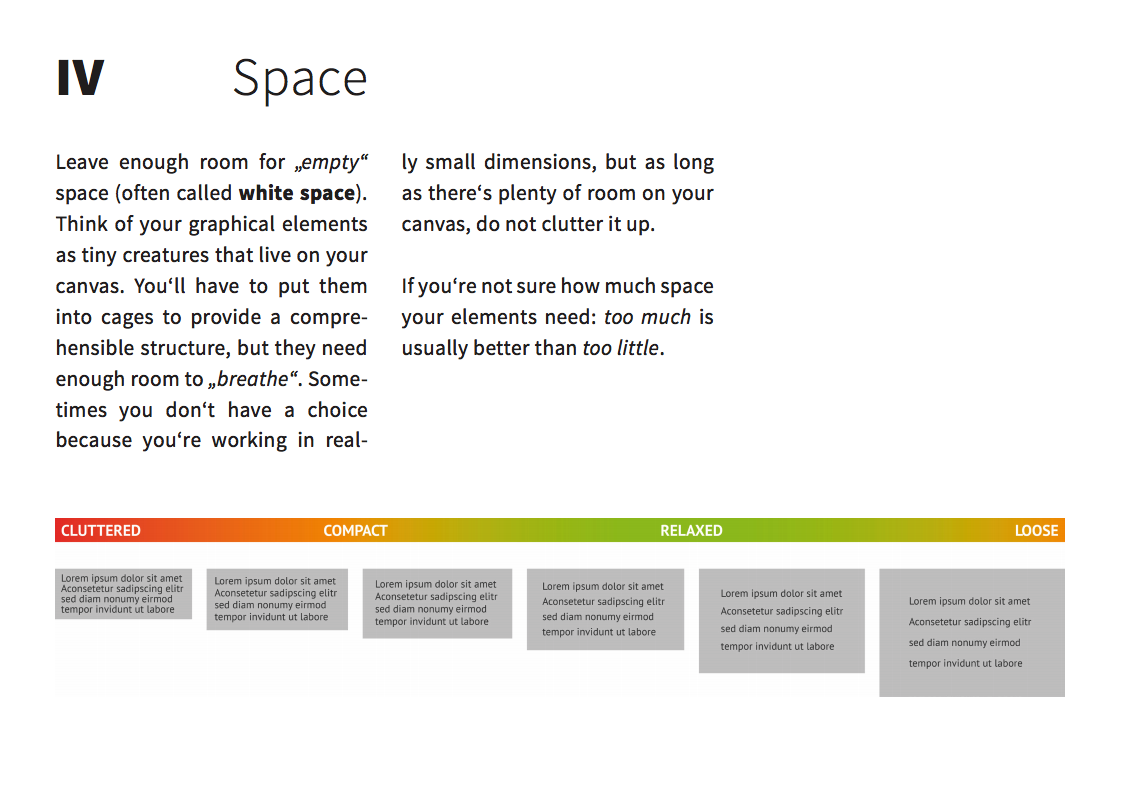 IV Space
Leave enough room for „empty“
space (often called white space).
Think of your graphical elements
as tiny creatures that live on your
canvas. You‘ll have to put them
into cages to provide a compre-
hensible structure, but they need
enough room to „breathe“. Some-
times you don‘t have a choice
because you‘re working in real-
ly small dimensions, but as long
as there‘s plenty of room on your
canvas, do not clutter it up.
If you‘re not sure how much space
your elements need: too much is
usually better than too little.
CLUTTERED COMPACT RELAXED LOOSE
Lorem ipsum dolor sit amet
Aconsetetur sadipscing elitr
sed diam nonumy eirmod
tempor invidunt ut labore
Lorem ipsum dolor sit amet
Aconsetetur sadipscing elitr
sed diam nonumy eirmod
tempor invidunt ut labore
Lorem ipsum dolor sit amet
Aconsetetur sadipscing elitr
sed diam nonumy eirmod
tempor invidunt ut labore
Lorem ipsum dolor sit amet
Aconsetetur sadipscing elitr
sed diam nonumy eirmod
tempor invidunt ut labore
Lorem ipsum dolor sit amet
Aconsetetur sadipscing elitr
sed diam nonumy eirmod
tempor invidunt ut labore
Lorem ipsum dolor sit amet
Aconsetetur sadipscing elitr
sed diam nonumy eirmod
tempor invidunt ut labore